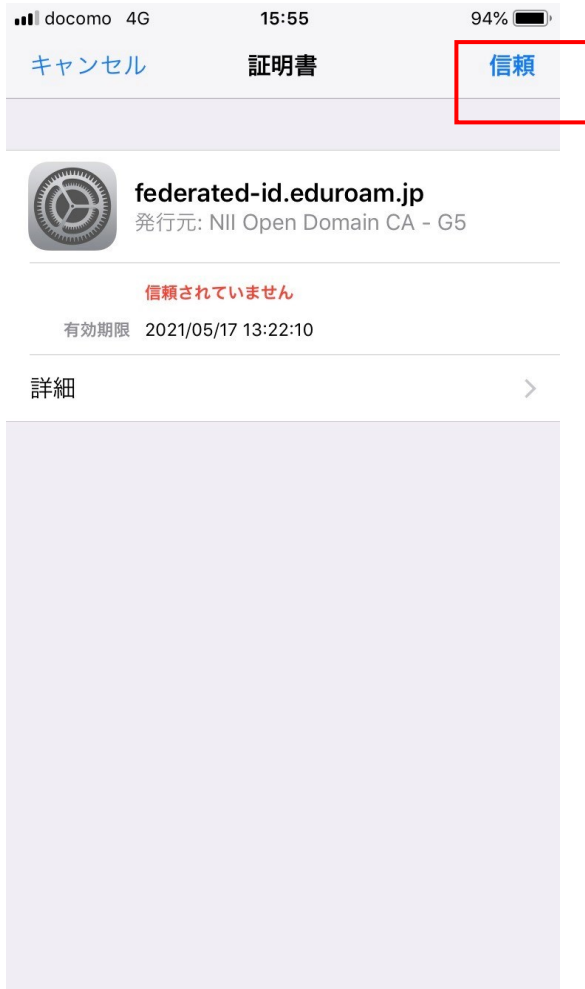 docomo 4G 15:55 94%
キャンセル 証明書 信頼
federated-id.eduroam.jp
発行元: NII Open Domain CA - G5
信頼されていません
有効期限 2021/05/17 13:22:10
詳細